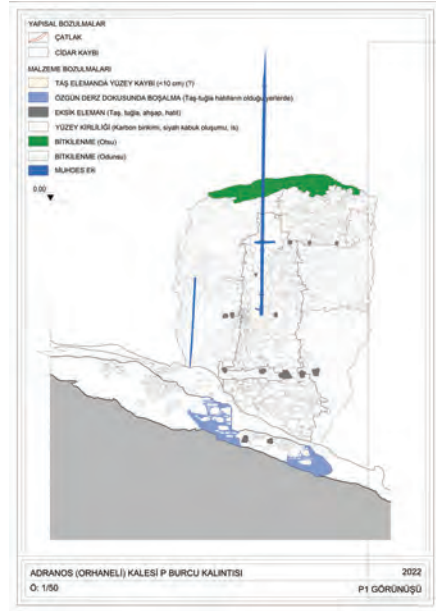 YAPISAL BOZULMALAR
ÇATLAK
CİDAR KAYBI
MALZEME BOZULMALARI
TAŞ ELEMANDA YÜZEY KAYBI (<10 cm) (?)
ÖZGÜN DERZ DOKUSUNDA BOŞALMA (Taş-tuğla hatılların olduğu yerlerde)
EKSİK ELEMAN (Taş, tuğla, ahşap, hatıl)
YÜZEY KİRLİLİĞİ (Karbon birikimi, siyah kabuk oluşumu, is)
BİTKİLENME (Otsu)
BİTKİLENME (Odunsu)
MUHDES EK
0.00
ADRANOS (ORHANELİ) KALESİ P BURCU KALINTISI 2022
Ö: 1/50 P1 GÖRÜNÜŞÜ